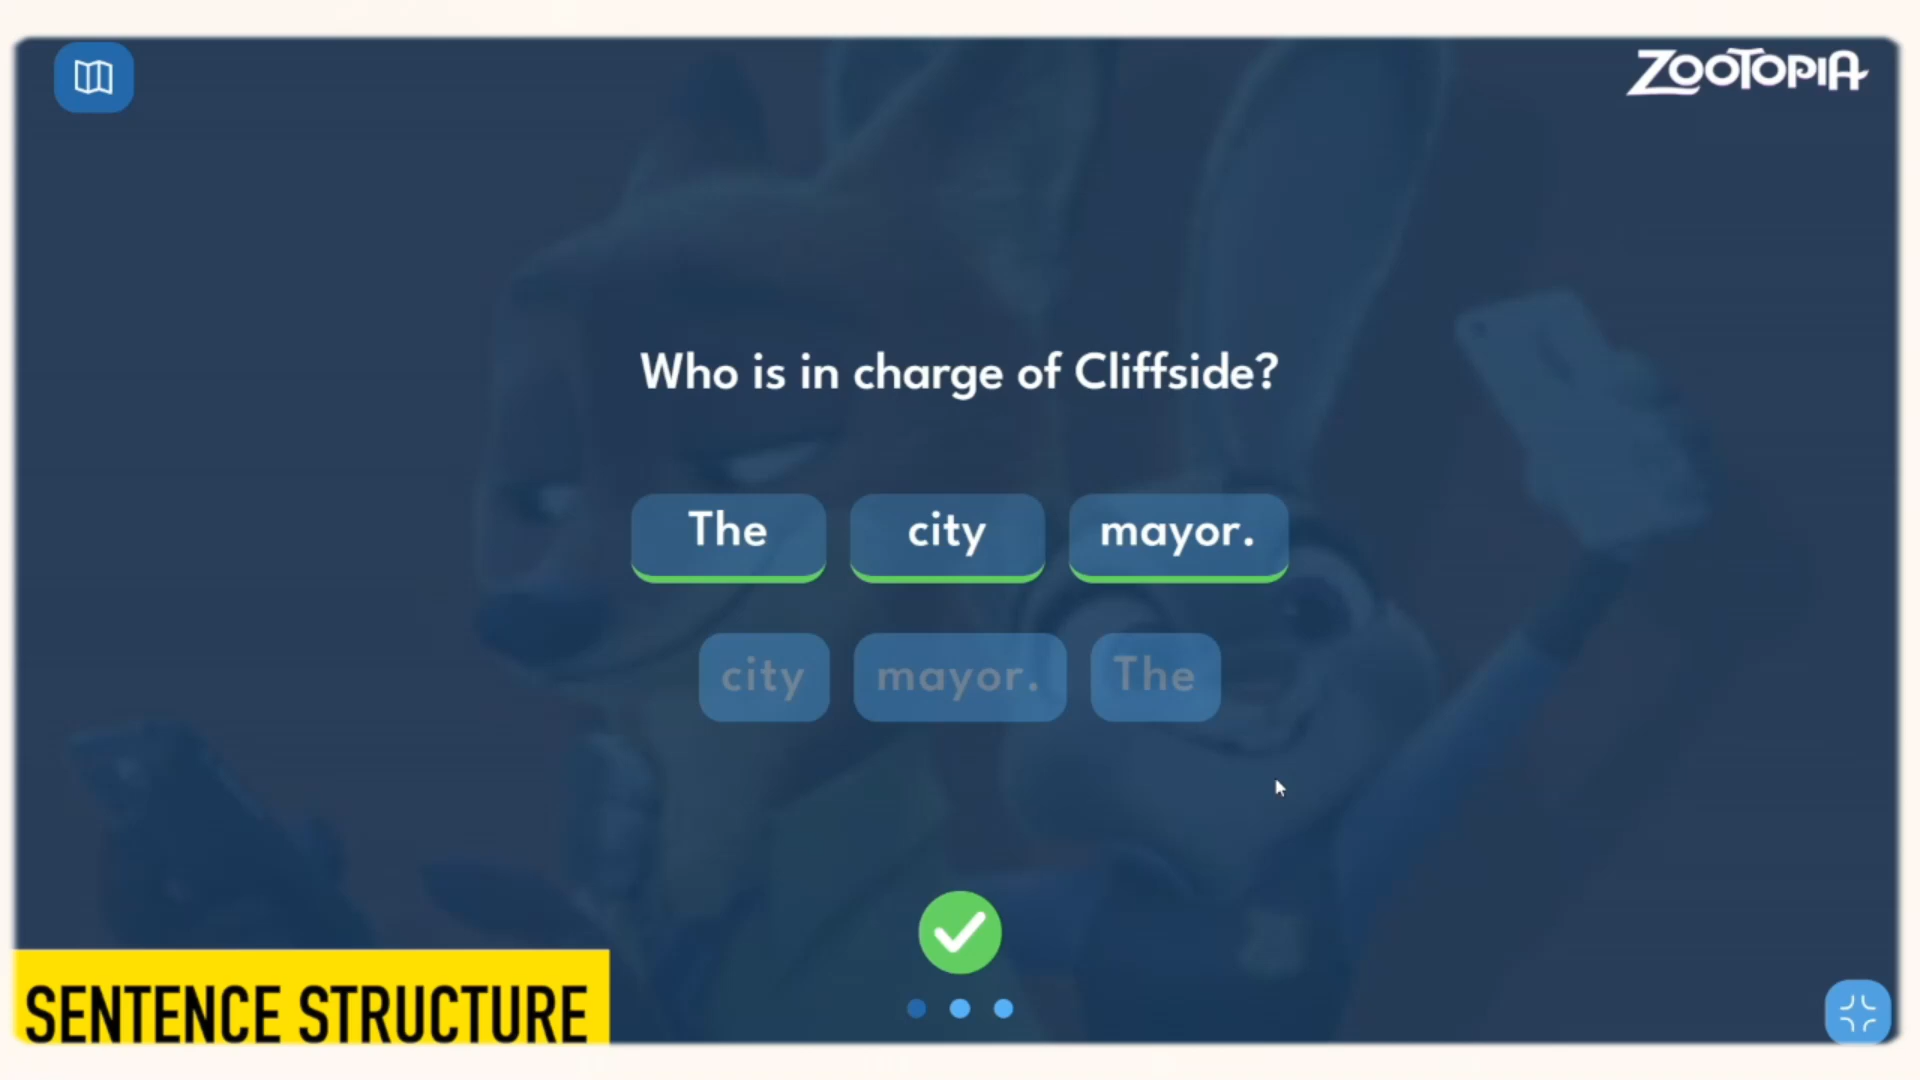 ZOOTOPIA
Who is in charge of Cliffside?
The city mayor.
city mayor. The
SENTENCE STRUCTURE